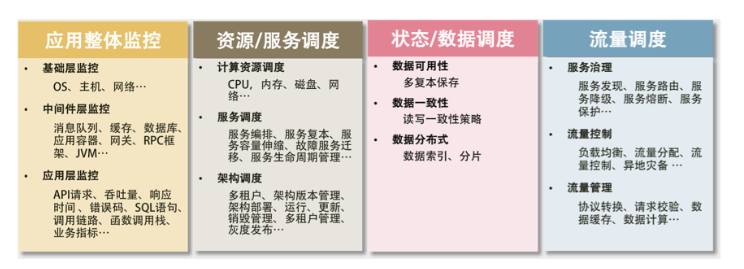 应用整体监控
• 基础层监控
OS、主机、网络…
• 中间件层监控
消息队列、缓存、数据库、
应用容器、网关、RPC框
架、JVM…
• 应用层监控
API请求、吞吐量、响应
时间、错误码、SQL语句、
调用链路、函数调用栈、
业务指标…
资源/服务调度
• 计算资源调度
CPU，内存、磁盘、网
络…
• 服务调度
服务编排、服务复本、服
务容量伸缩、故障服务迁
移、服务生命周期管理…
• 架构调度
多租户、架构版本管理、
架构部署、运行、更新、
销毁管理、多租户管理、
灰度发布…
状态/数据调度
• 数据可用性
多复本保存
• 数据一致性
读写一致性策略
• 数据分布式
数据索引、分片
流量调度
• 服务治理
服务发现、服务路由、服
务降级、服务熔断、服务
保护…
• 流量控制
负载均衡、流量分配、流
量控制、异地灾备 …
• 流量管理
协议转换、请求校验、数
据缓存、数据计算…